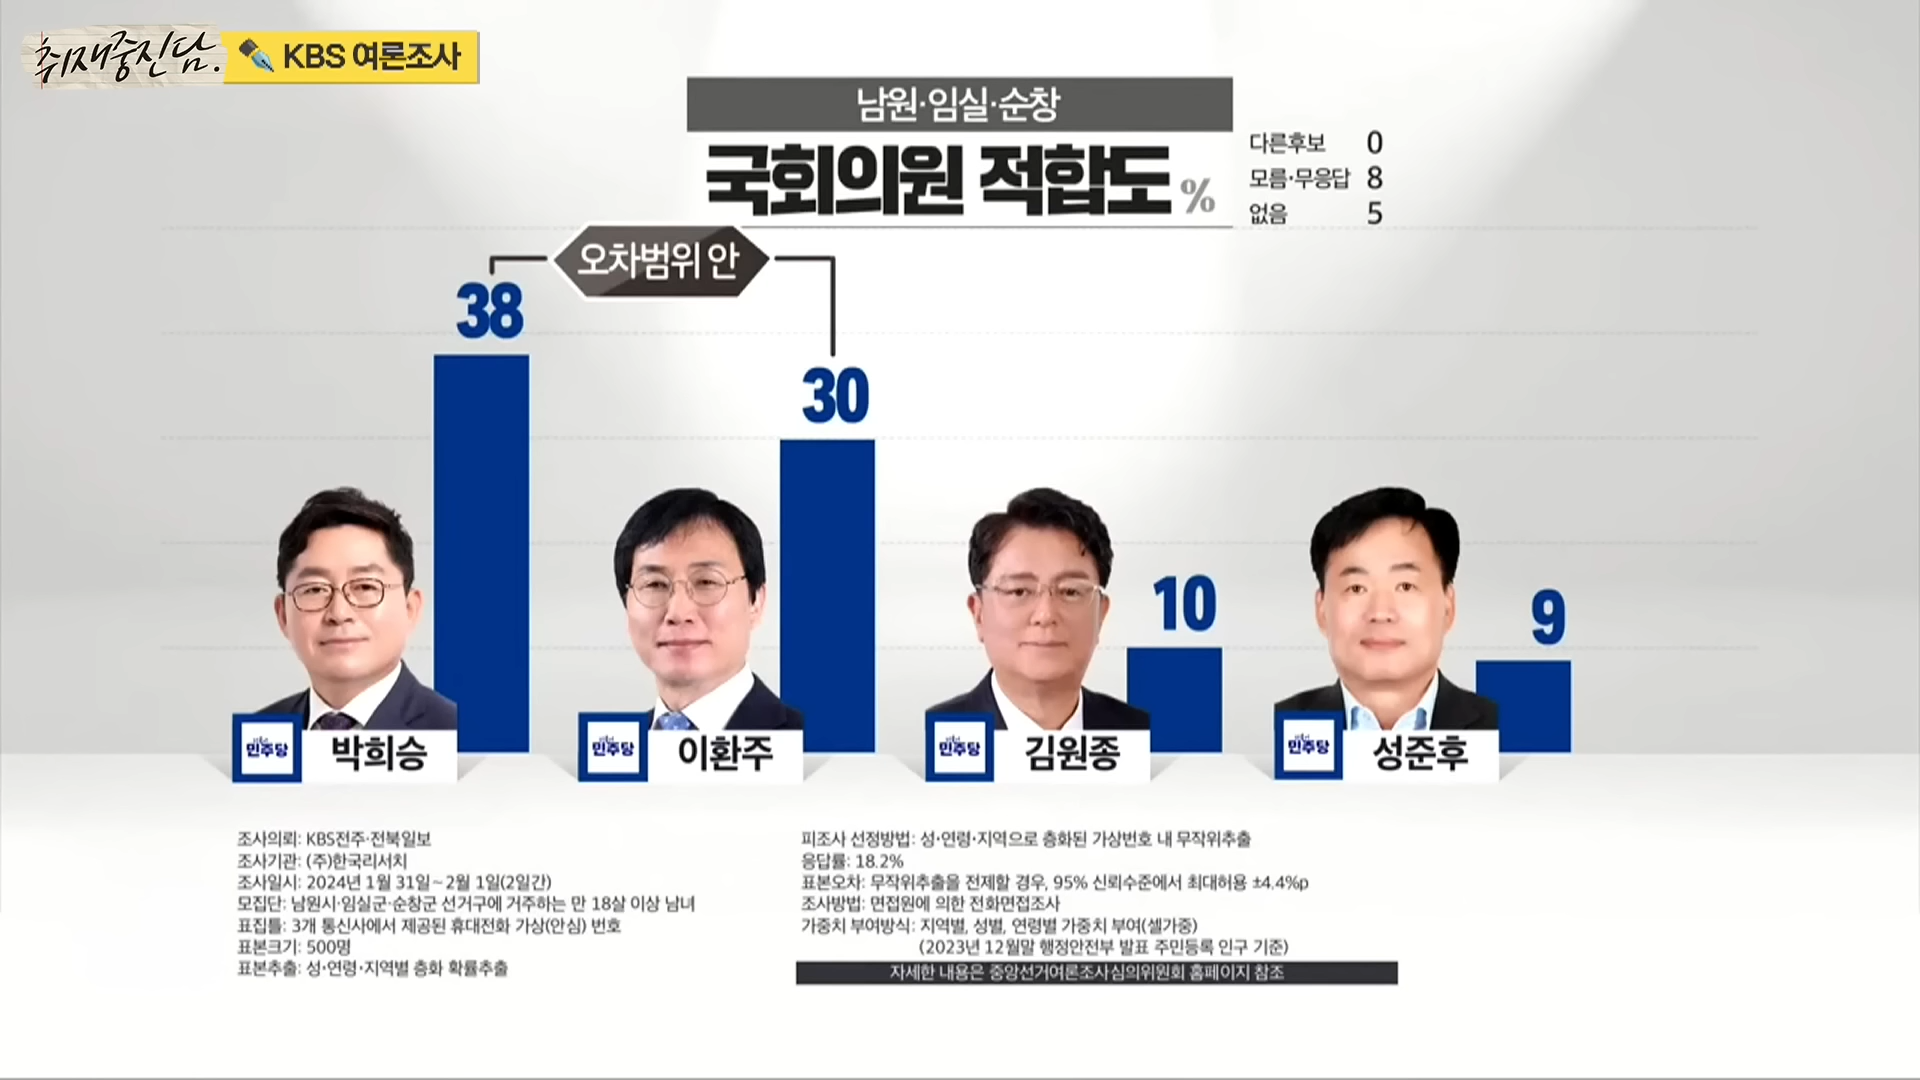 취재중진담.
KBS 여론조사
남원·임실·순창
국회의원 적합도 %
다른후보 0
모름·무응답 8
없음 5
오차범위 안
38
30
10
9
민주당 박희승
민주당 이환주
민주당 김원종
민주당 성준후
조사의뢰: KBS전주·전북일보
조사기관: (주)한국리서치
조사일시: 2024년 1월 31일~2월 1일(2일간)
모집단: 남원시·임실군·순창군 선거구에 거주하는 만 18살 이상 남녀
표집틀: 3개 통신사에서 제공된 휴대전화 가상(안심) 번호
표본크기: 500명
표본추출: 성·연령·지역별 층화 확률추출
피조사 선정방법: 성·연령·지역으로 층화된 가상번호 내 무작위추출
응답률: 18.2%
표본오차: 무작위추출을 전제할 경우, 95% 신뢰수준에서 최대허용 ±4.4%p
조사방법: 면접원에 의한 전화면접조사
가중치 부여방식: 지역별, 성별, 연령별 가중치 부여(셀가중)
(2023년 12월말 행정안전부 발표 주민등록 인구 기준)
자세한 내용은 중앙선거여론조사심의위원회 홈페이지 참조